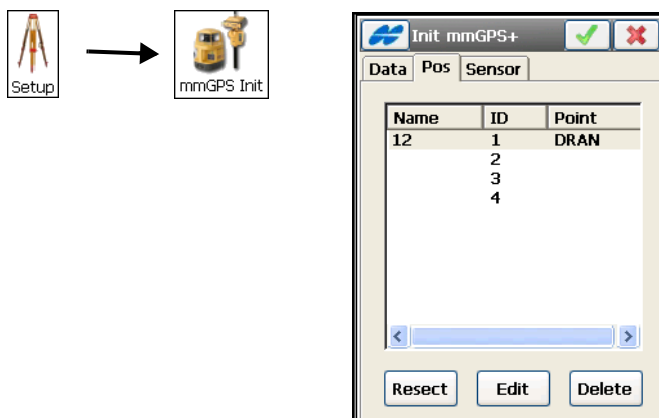 Setup
mmGPS Init
Init mmGPS+
Data Pos Sensor
Name ID Point
12 1 DRAN
2
3
4
Resect Edit Delete